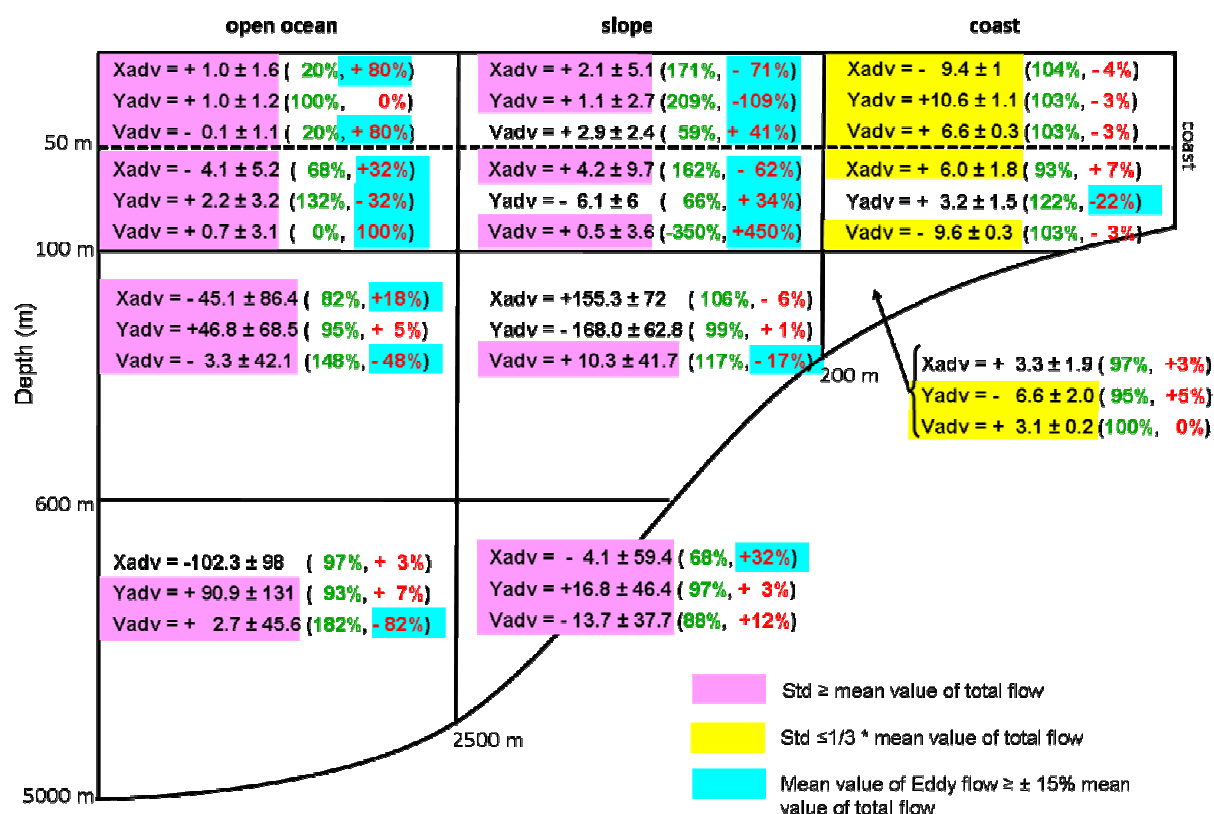 open ocean slope coast
Xadv = + 1.0 ± 1.6 ( 20%, + 80%) Xadv = + 2.1 ± 5.1 (171%, - 71%) Xadv = - 9.4 ± 1 (104%, - 4%)
Yadv = + 1.0 ± 1.2 (100%, 0%) Yadv = + 1.1 ± 2.7 (209%, -109%) Yadv = +10.6 ± 1.1 (103%, - 3%)
Vadv = - 0.1 ± 1.1 ( 20%, + 80%) Vadv = + 2.9 ± 2.4 ( 59%, + 41%) Vadv = + 6.6 ± 0.3 (103%, - 3%)
coast
50 m
Xadv = - 4.1 ± 5.2 ( 68%, +32%) Xadv = + 4.2 ± 9.7 (162%, - 62%) Xadv = + 6.0 ± 1.8 ( 93%, + 7%)
Yadv = + 2.2 ± 3.2 (132%, - 32%) Yadv = - 6.1 ± 6 ( 66%, + 34%) Yadv = + 3.2 ± 1.5 (122%, -22%)
Vadv = + 0.7 ± 3.1 ( 0%, 100%) Vadv = + 0.5 ± 3.6 (-350%, +450%) Vadv = - 9.6 ± 0.3 (103%, - 3%)
100 m
Depth (m)
Xadv = - 45.1 ± 86.4 ( 82%, +18%) Xadv = +155.3 ± 72 ( 106%, - 6%)
Yadv = +46.8 ± 68.5 ( 95%, + 5%) Yadv = - 168.0 ± 62.8 ( 99%, + 1%)
Vadv = - 3.3 ± 42.1 (148%, - 48%) Vadv = + 10.3 ± 41.7 (117%, - 17%)
200 m
Xadv = + 3.3 ± 1.9 ( 97%, +3%)
Yadv = - 6.6 ± 2.0 ( 95%, +5%)
Vadv = + 3.1 ± 0.2 (100%, 0%)
600 m
Xadv = -102.3 ± 98 ( 97%, + 3%) Xadv = - 4.1 ± 59.4 ( 68%, +32%)
Yadv = + 90.9 ± 131 ( 93%, + 7%) Yadv = +16.8 ± 46.4 ( 97%, + 3%)
Vadv = + 2.7 ± 45.6 (182%, - 82%) Vadv = - 13.7 ± 37.7 (88%, +12%)
Std ≥ mean value of total flow
2500 m
Std ≤1/3 * mean value of total flow
5000 m
Mean value of Eddy flow ≥ ± 15% mean
value of total flow